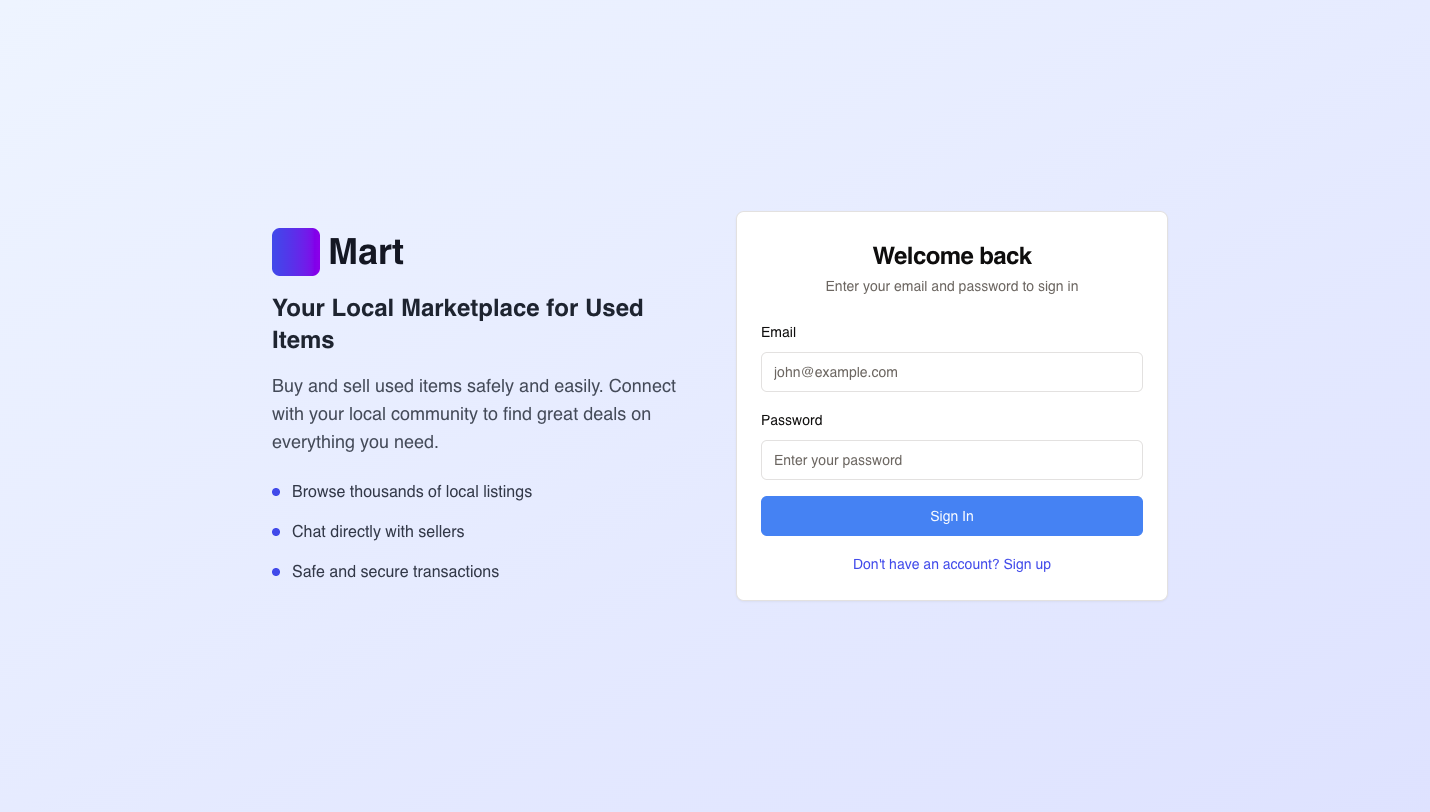 Mart
Your Local Marketplace for Used
Items
Buy and sell used items safely and easily. Connect
with your local community to find great deals on
everything you need.
Browse thousands of local listings
Chat directly with sellers
Safe and secure transactions
Welcome back
Enter your email and password to sign in
Email
john@example.com
Password
Enter your password
Sign In
Don't have an account? Sign up